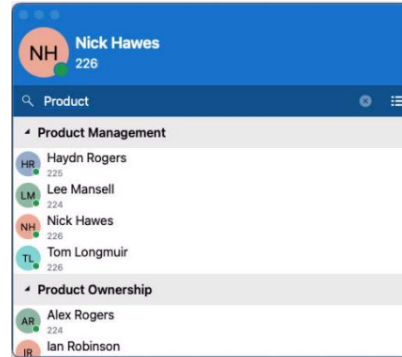 NH
Nick Hawes
226
Product
Product Management
HR
Haydn Rogers
225
LM
Lee Mansell
224
NH
Nick Hawes
226
TL
Tom Longmuir
226
Product Ownership
AR
Alex Rogers
224
IR
Ian Robinson